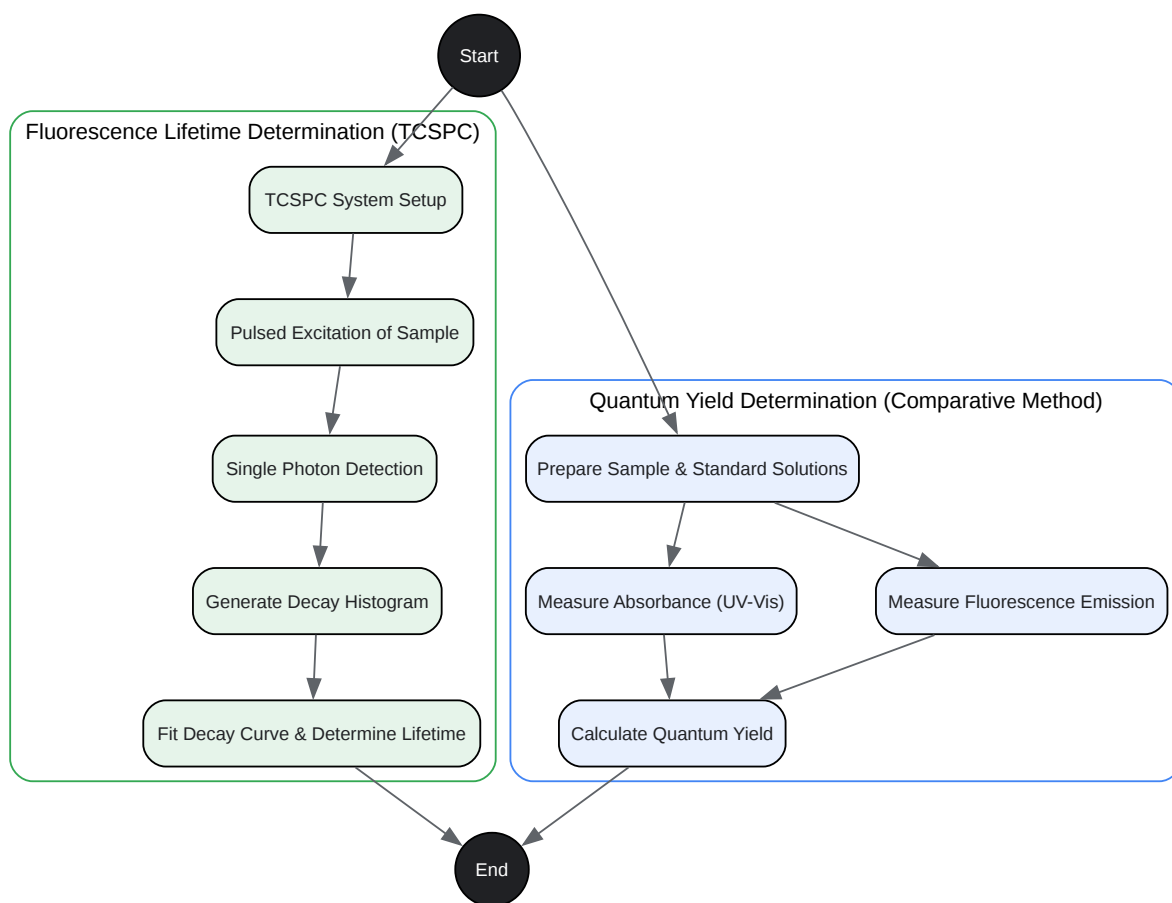 Start
Fluorescence Lifetime Determination (TCSPC)
TCSPC System Setup
Pulsed Excitation of Sample
Single Photon Detection
Generate Decay Histogram
Fit Decay Curve & Determine Lifetime
Quantum Yield Determination (Comparative Method)
Prepare Sample & Standard Solutions
Measure Absorbance (UV-Vis)
Measure Fluorescence Emission
Calculate Quantum Yield
End